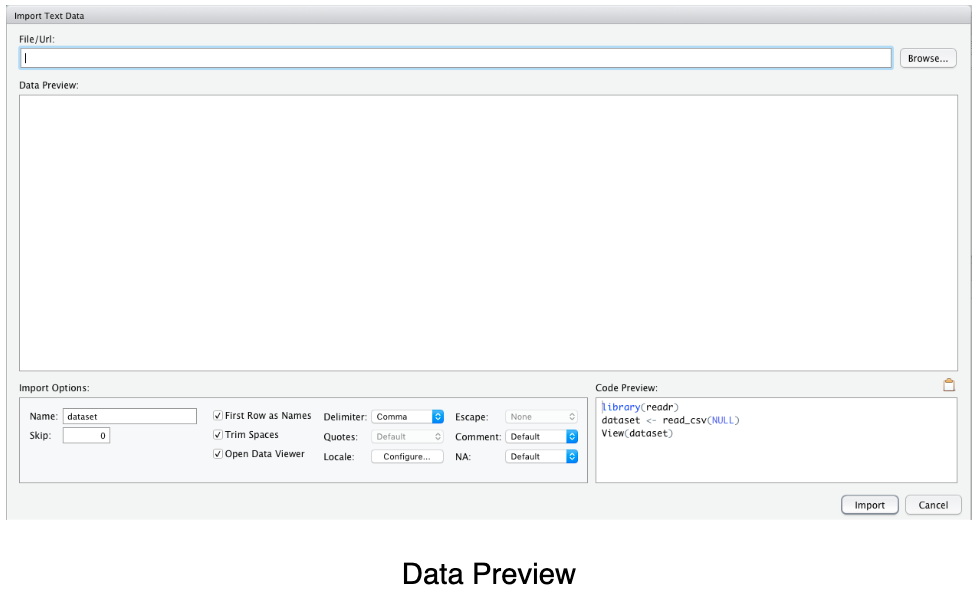 Import Text Data
File/Url:
Browse...
Data Preview:
Import Options:
Name: dataset
Skip: 0
First Row as Names
Trim Spaces
Open Data Viewer
Delimiter: Comma
Quotes: Default
Locale: Configure...
Escape: None
Comment: Default
NA: Default
Code Preview:
library(readr)
dataset <- read_csv(NULL)
View(dataset)
Import Cancel
Data Preview